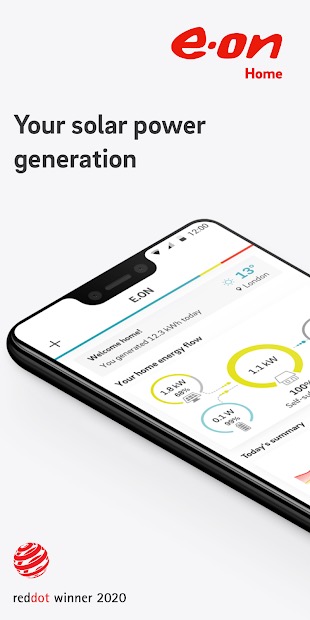 e·on
Home
Your solar power
generation
12:00
E.ON
+
13°
London
Welcome home!
You generated 12.3 kWh today
Your home energy flow
1.8 kW
68%
1.1 kW
0.1 W
99%
100%
Self-su
Today's summary
reddot winner 2020